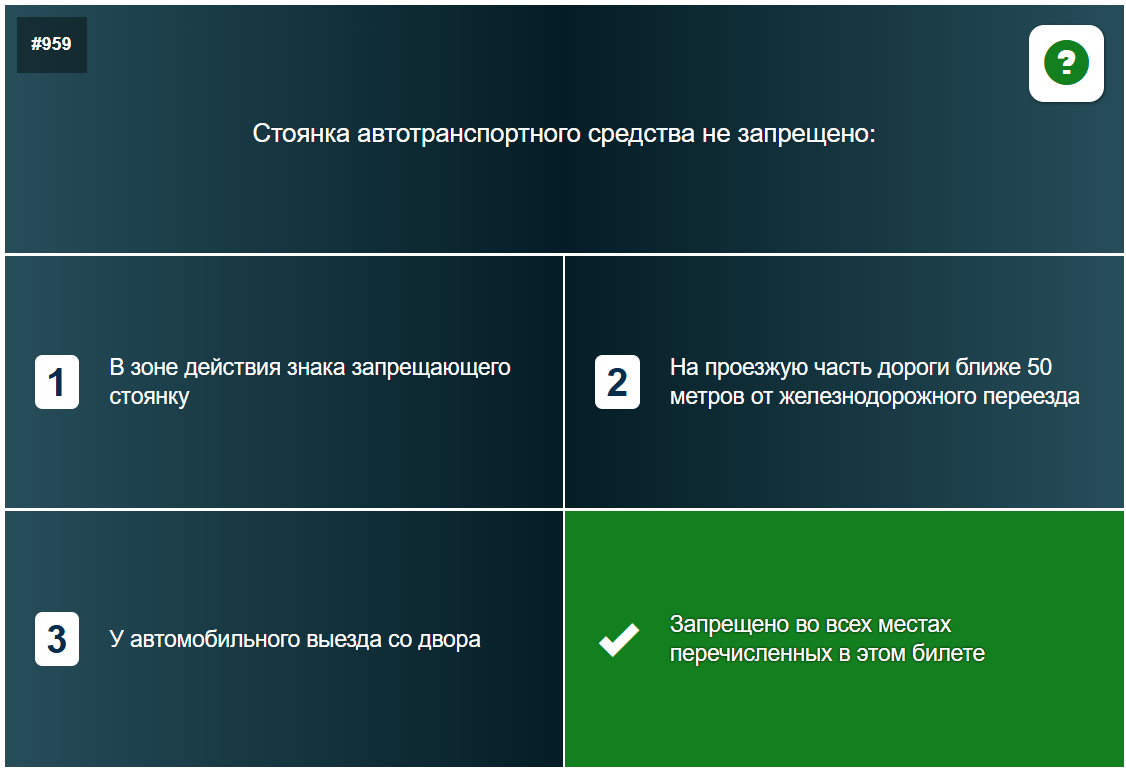 #959
?
Стоянка автотранспортного средства не запрещено:
1
В зоне действия знака запрещающего
стоянку
2
На проезжую часть дороги ближе 50
метров от железнодорожного переезда
3
У автомобильного выезда со двора
Запрещено во всех местах
перечисленных в этом билете